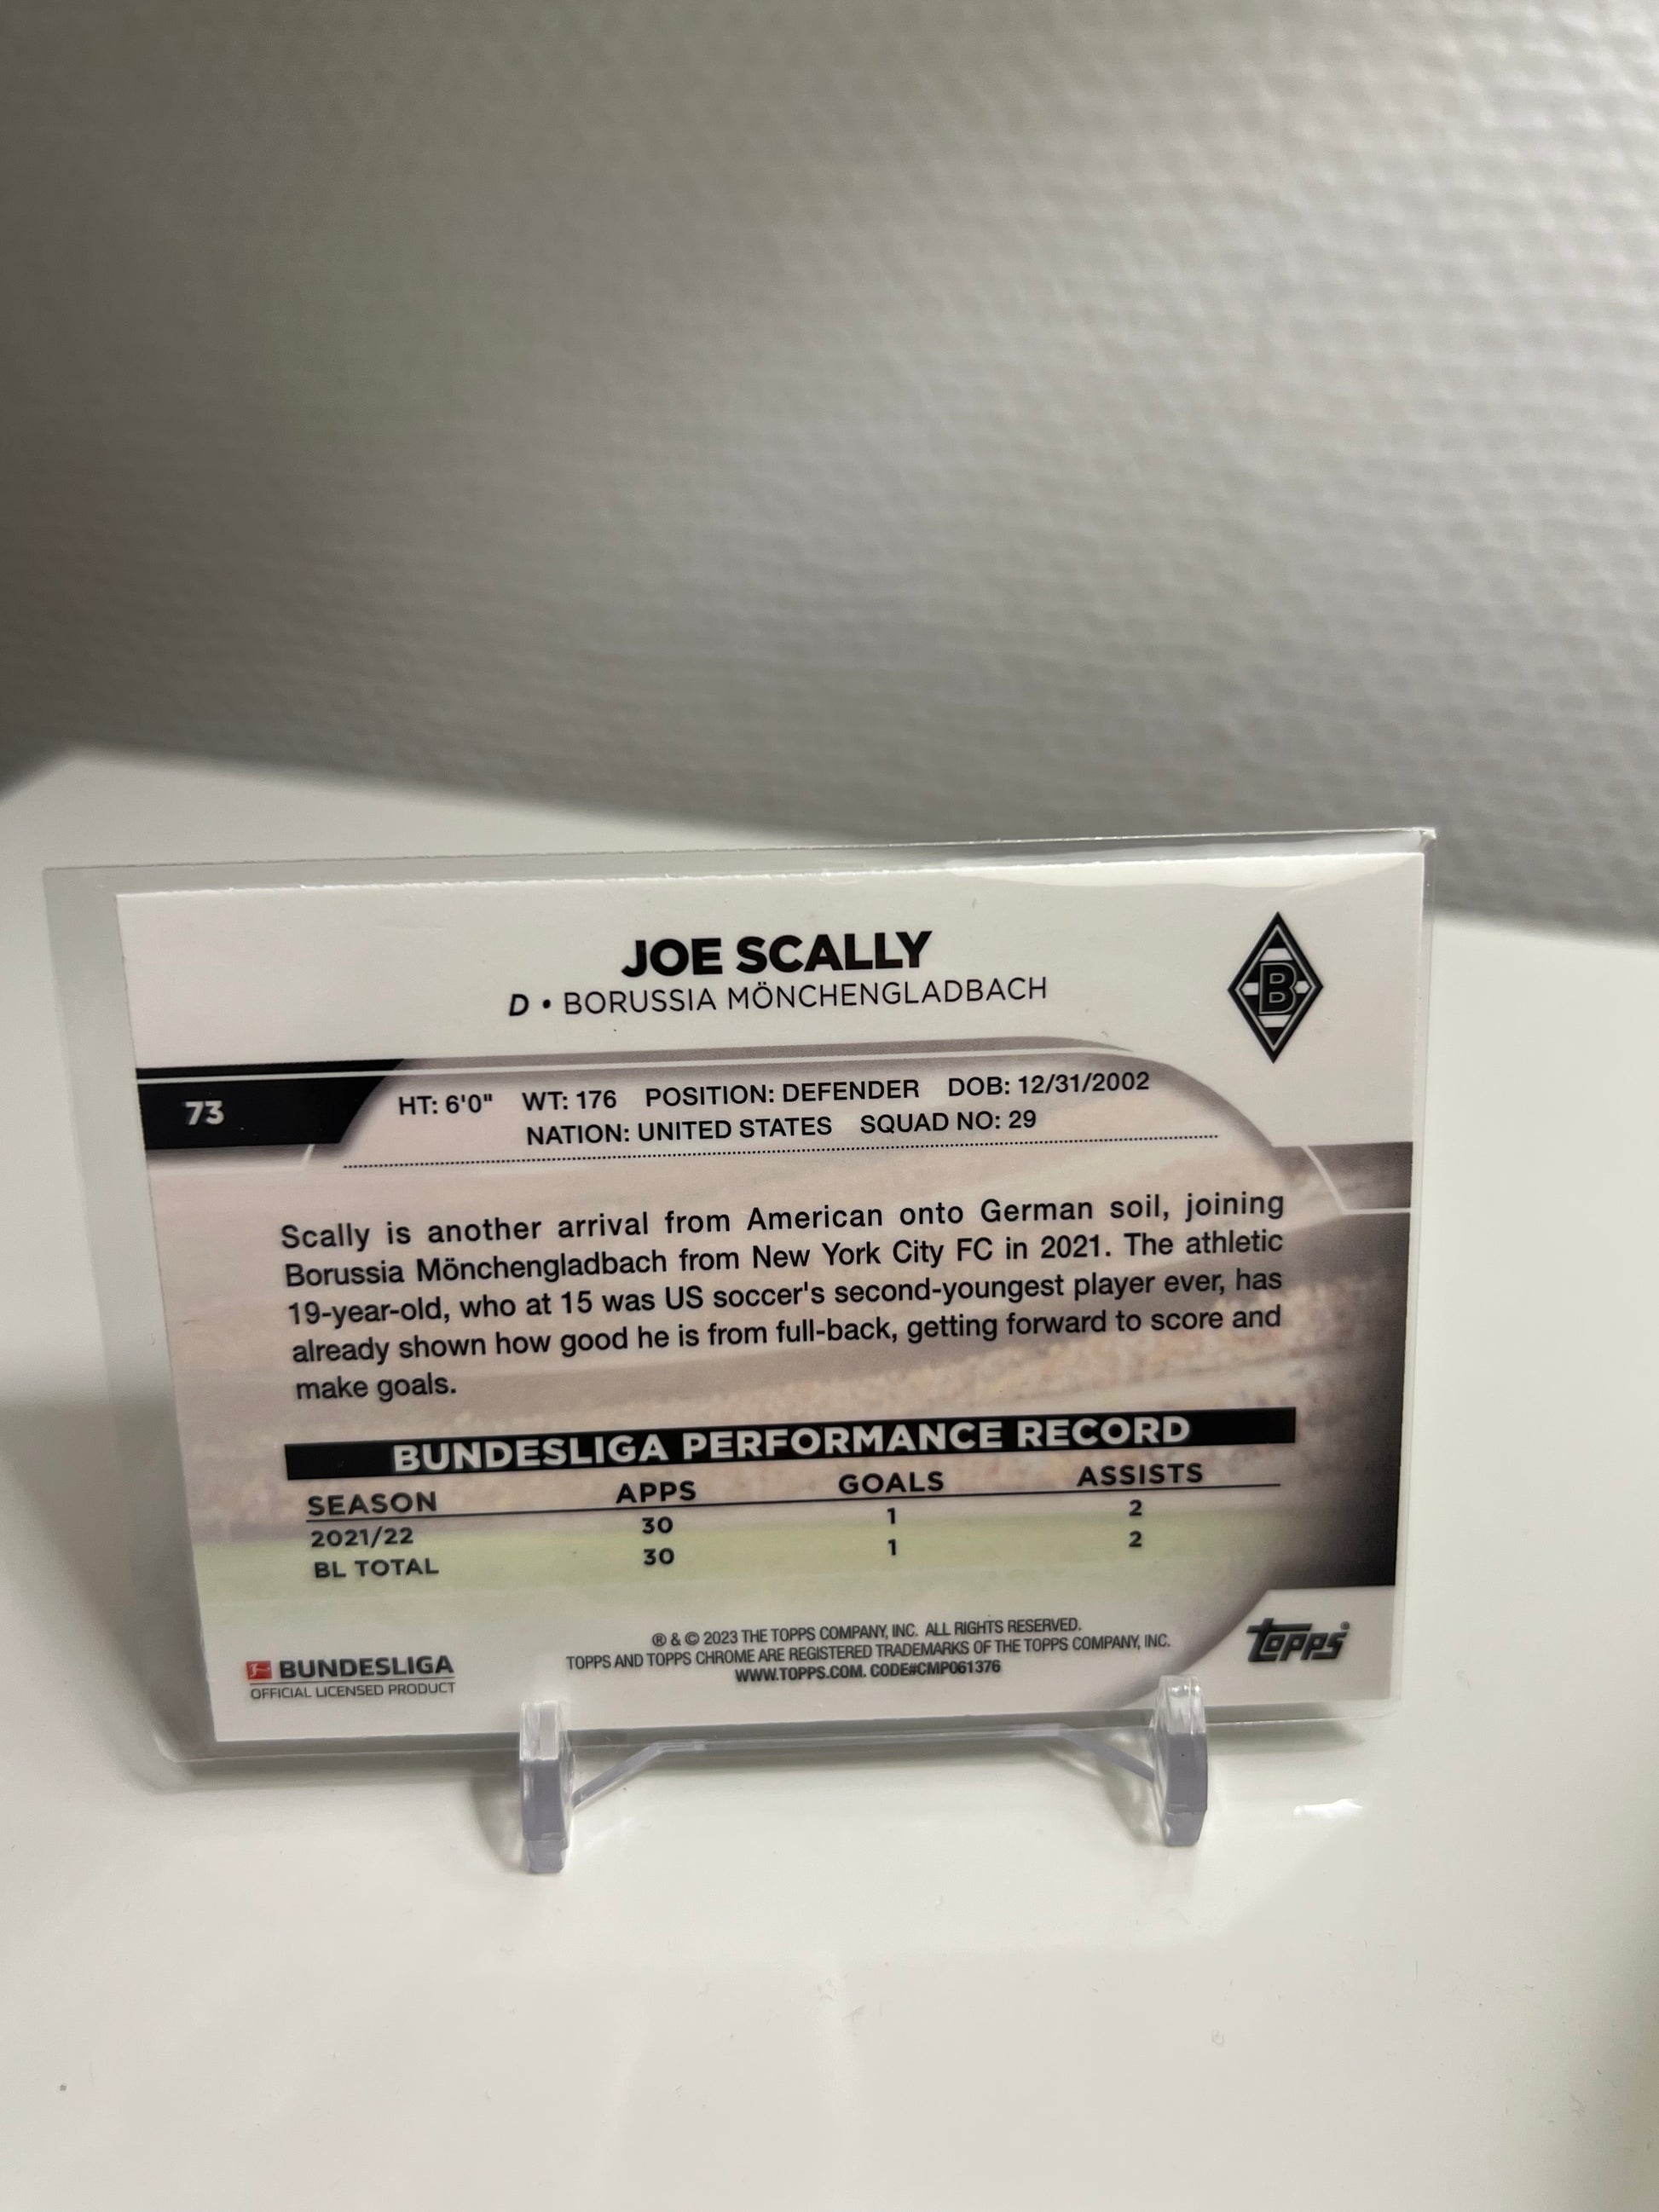 JOE SCALLY
D • BORUSSIA MÖNCHENGLADBACH
B
73
HT: 6'0" WT: 176 POSITION: DEFENDER DOB: 12/31/2002
NATION: UNITED STATES SQUAD NO: 29
Scally is another arrival from American onto German soil, joining
Borussia Mönchengladbach from New York City FC in 2021. The athletic
19-year-old, who at 15 was US soccer's second-youngest player ever, has
already shown how good he is from full-back, getting forward to score and
make goals.
BUNDESLIGA PERFORMANCE RECORD
SEASON APPS GOALS ASSISTS
2021/22 30 1 2
BL TOTAL 30 1 2
® & © 2023 THE TOPPS COMPANY, INC. ALL RIGHTS RESERVED.
TOPPS AND TOPPS CHROME ARE REGISTERED TRADEMARKS OF THE TOPPS COMPANY, INC.
WWW.TOPPS.COM. CODE#CMP061376
BUNDESLIGA
OFFICIAL LICENSED PRODUCT
topps®